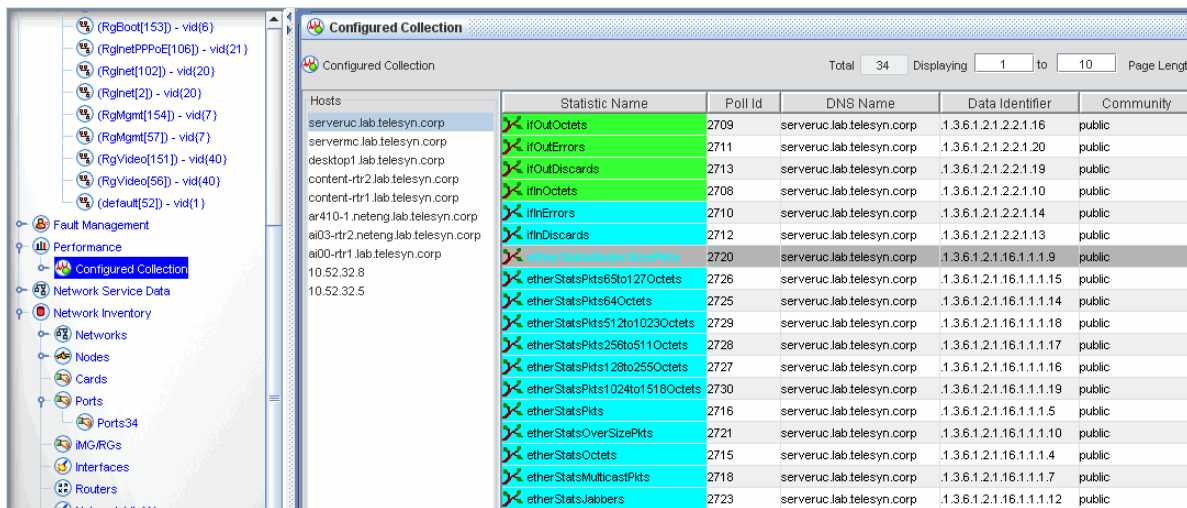 (RgBoot[153]) - vid{6}
(RgInetPPPoE[106]) - vid{21}
(RgInet[102]) - vid{20}
(RgInet[2]) - vid{20}
(RgMgmt[154]) - vid{7}
(RgMgmt[57]) - vid{7}
(RgVideo[151]) - vid{40}
(RgVideo[56]) - vid{40}
(default[52]) - vid{1}
Fault Management
Performance
Configured Collection
Network Service Data
Network Inventory
Networks
Nodes
Cards
Ports
Ports34
iMG/RGs
Interfaces
Routers
Configured Collection
Configured Collection Total 34 Displaying 1 to 10 Page Lengt
Hosts
serveruc.lab.telesyn.corp
servermc.lab.telesyn.corp
desktop1.lab.telesyn.corp
content-rtr2.lab.telesyn.corp
content-rtr1.lab.telesyn.corp
ar410-1.neteng.lab.telesyn.corp
ai03-rtr2.neteng.lab.telesyn.corp
ai00-rtr1.lab.telesyn.corp
10.52.32.8
10.52.32.5
Statistic Name Poll Id DNS Name Data Identifier Community
ifOutOctets 2709 serveruc.lab.telesyn.corp .1.3.6.1.2.1.2.2.1.16 public
ifOutErrors 2711 serveruc.lab.telesyn.corp .1.3.6.1.2.1.2.2.1.20 public
ifOutDiscards 2713 serveruc.lab.telesyn.corp .1.3.6.1.2.1.2.2.1.19 public
ifInOctets 2708 serveruc.lab.telesyn.corp .1.3.6.1.2.1.2.2.1.10 public
ifInErrors 2710 serveruc.lab.telesyn.corp .1.3.6.1.2.1.2.2.1.14 public
ifInDiscards 2712 serveruc.lab.telesyn.corp .1.3.6.1.2.1.2.2.1.13 public
etherStatsUnderSizePkts 2720 serveruc.lab.telesyn.corp .1.3.6.1.2.1.16.1.1.1.9 public
etherStatsPkts65to127Octets 2726 serveruc.lab.telesyn.corp .1.3.6.1.2.1.16.1.1.1.15 public
etherStatsPkts64Octets 2725 serveruc.lab.telesyn.corp .1.3.6.1.2.1.16.1.1.1.14 public
etherStatsPkts512to1023Octets 2729 serveruc.lab.telesyn.corp .1.3.6.1.2.1.16.1.1.1.18 public
etherStatsPkts256to511Octets 2728 serveruc.lab.telesyn.corp .1.3.6.1.2.1.16.1.1.1.17 public
etherStatsPkts128to255Octets 2727 serveruc.lab.telesyn.corp .1.3.6.1.2.1.16.1.1.1.16 public
etherStatsPkts1024to1518Octets 2730 serveruc.lab.telesyn.corp .1.3.6.1.2.1.16.1.1.1.19 public
etherStatsPkts 2716 serveruc.lab.telesyn.corp .1.3.6.1.2.1.16.1.1.1.5 public
etherStatsOverSizePkts 2721 serveruc.lab.telesyn.corp .1.3.6.1.2.1.16.1.1.1.10 public
etherStatsOctets 2715 serveruc.lab.telesyn.corp .1.3.6.1.2.1.16.1.1.1.4 public
etherStatsMulticastPkts 2718 serveruc.lab.telesyn.corp .1.3.6.1.2.1.16.1.1.1.7 public
etherStatsJabbers 2723 serveruc.lab.telesyn.corp .1.3.6.1.2.1.16.1.1.1.12 public